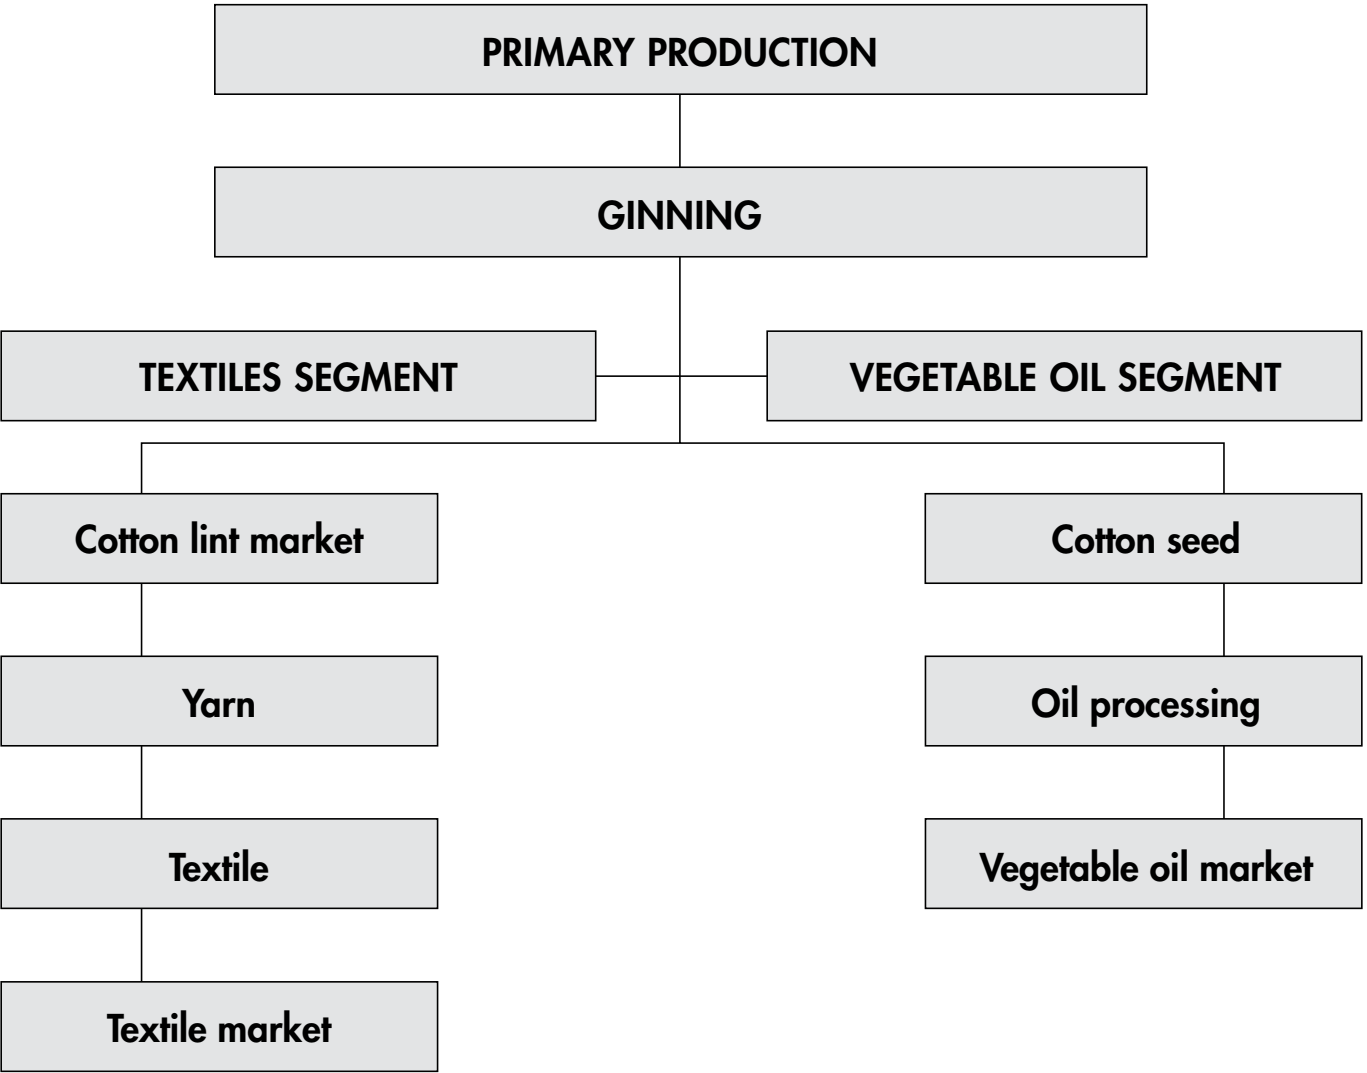 PRIMARY PRODUCTION
GINNING
TEXTILES SEGMENT
VEGETABLE OIL SEGMENT
Cotton lint market
Cotton seed
Yarn
Oil processing
Textile
Vegetable oil market
Textile market